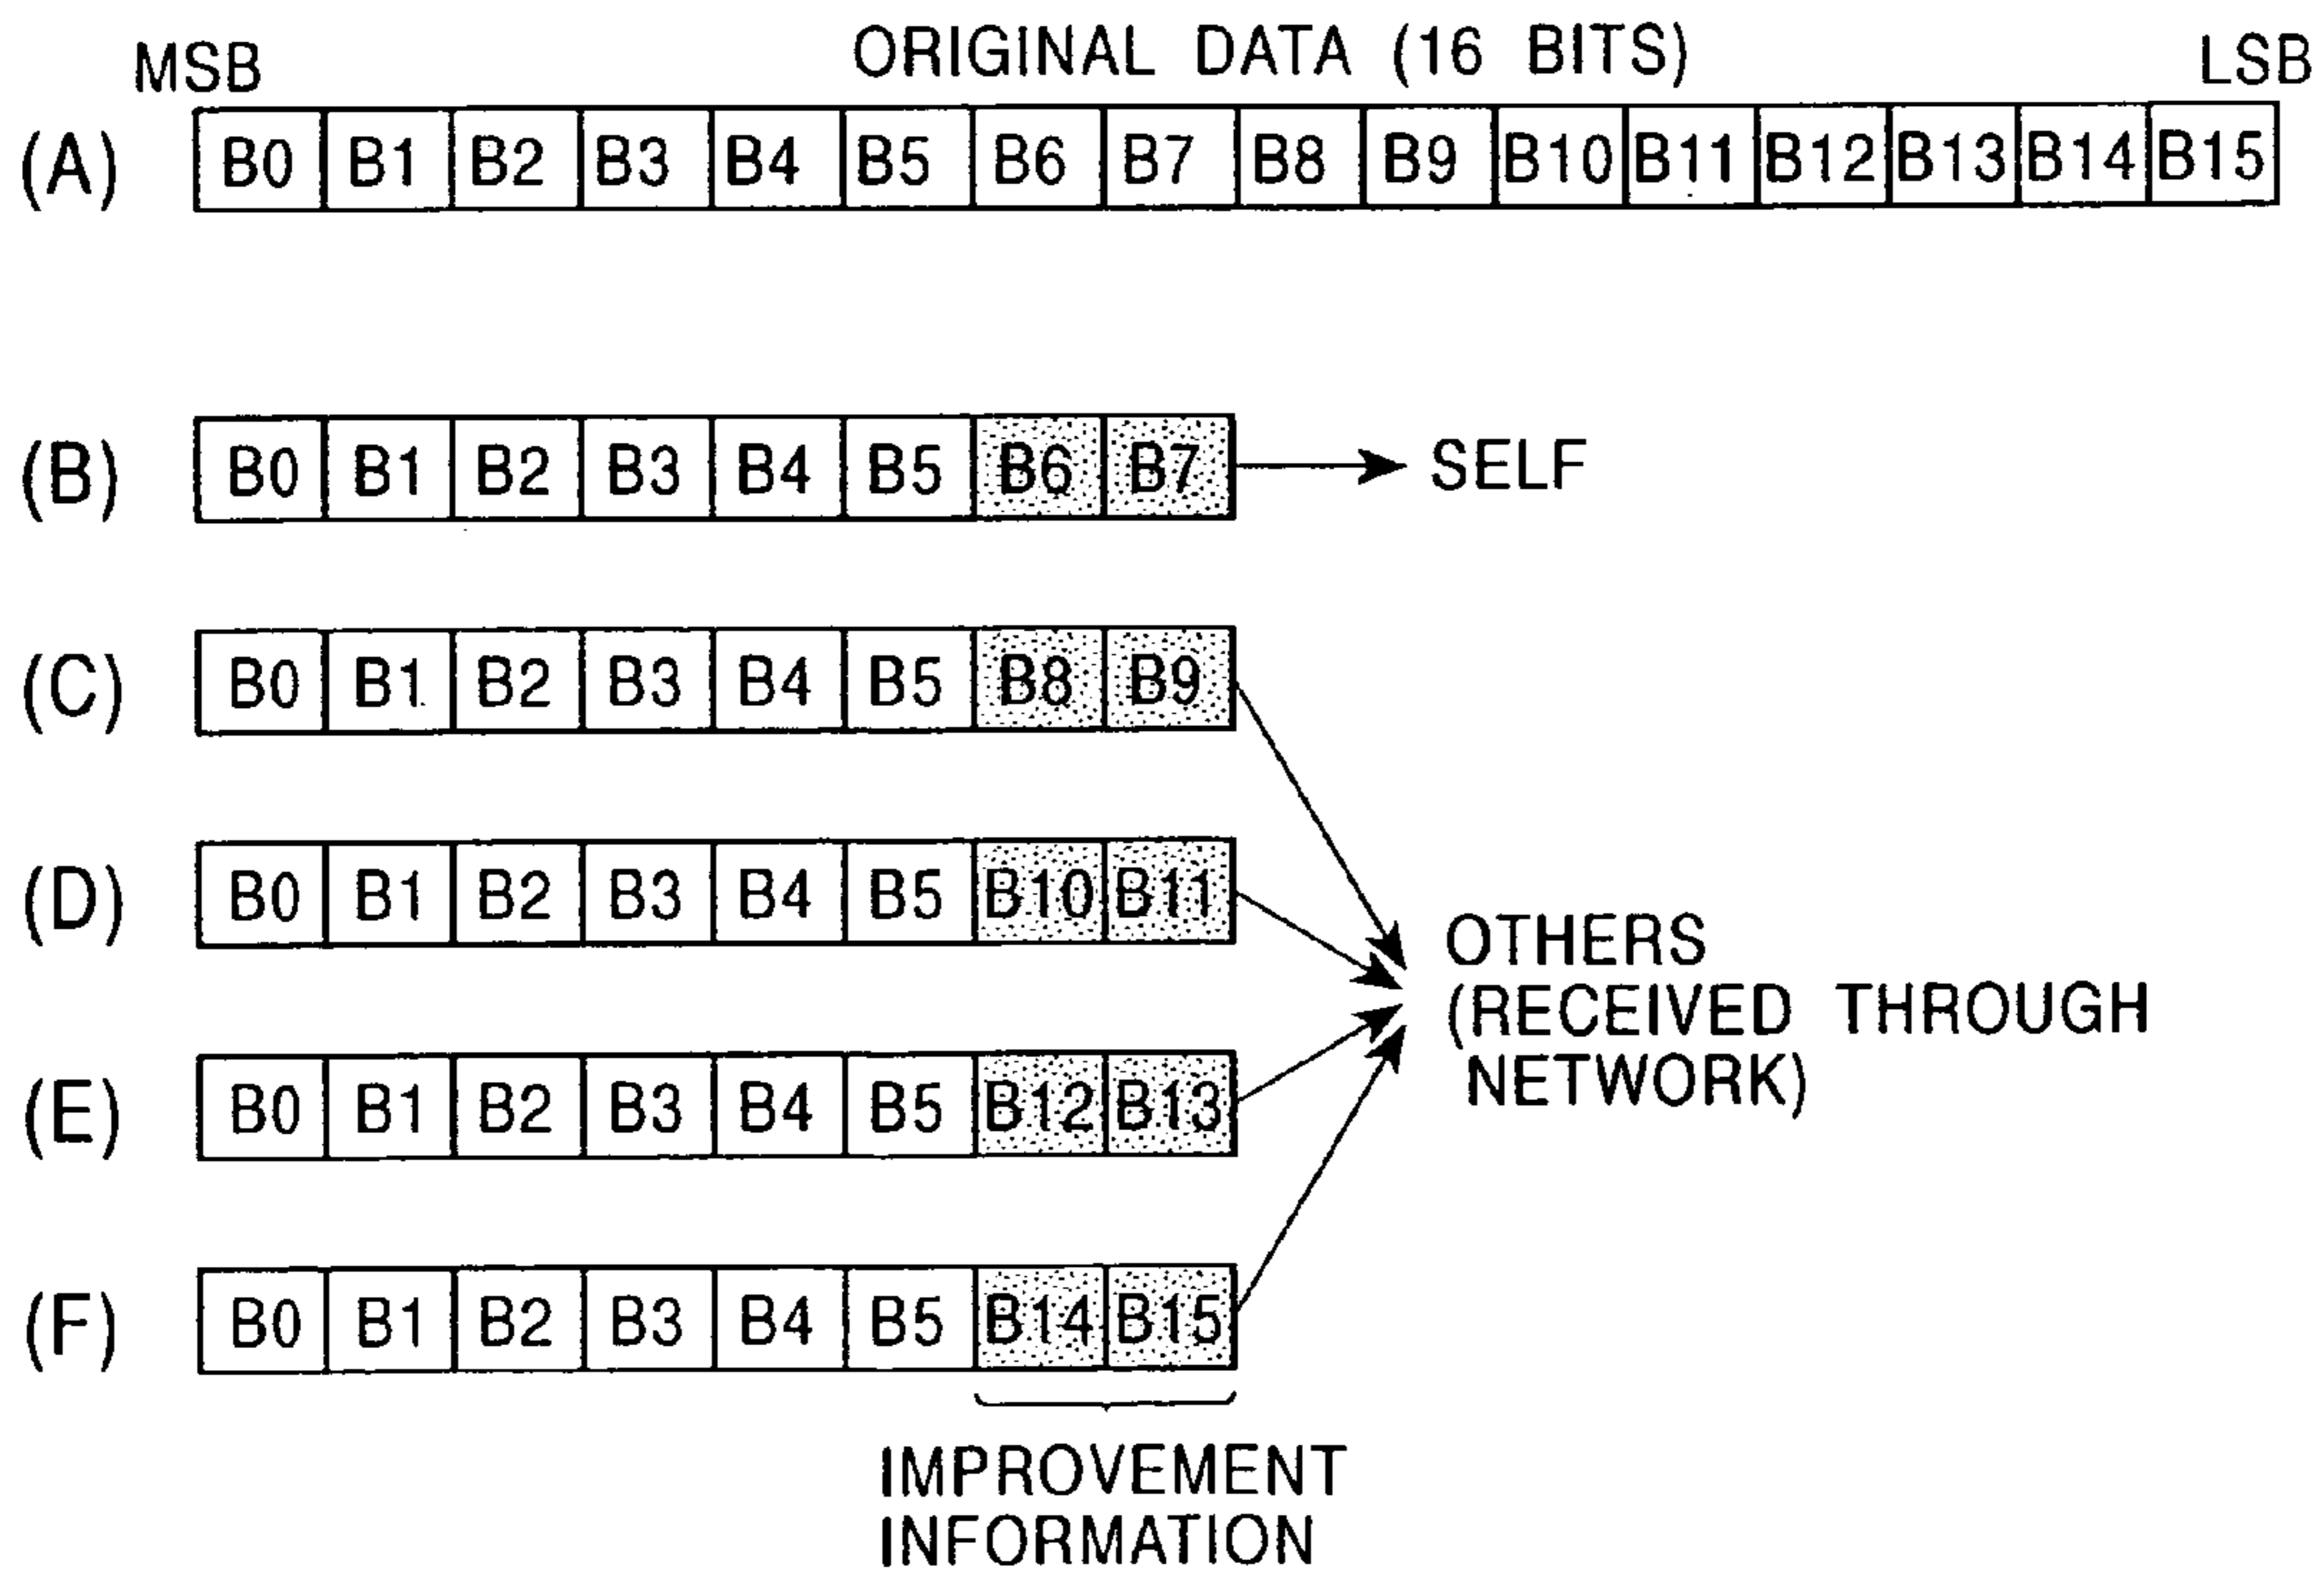 ORIGINAL DATA (16 BITS)
MSB LSB
(A) B0 B1 B2 B3 B4 B5 B6 B7 B8 B9 B10 B11 B12 B13 B14 B15
(B) B0 B1 B2 B3 B4 B5 B6 B7 SELF
(C) B0 B1 B2 B3 B4 B5 B8 B9
(D) B0 B1 B2 B3 B4 B5 B10 B11
OTHERS
(RECEIVED THROUGH
NETWORK)
(E) B0 B1 B2 B3 B4 B5 B12 B13
(F) B0 B1 B2 B3 B4 B5 B14 B15
IMPROVEMENT
INFORMATION